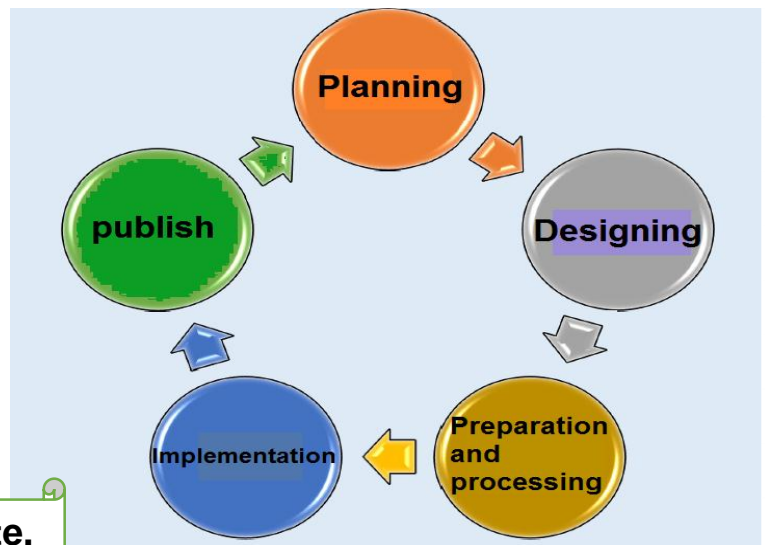 Planning
Designing
Preparation
and
processing
Implementation
publish